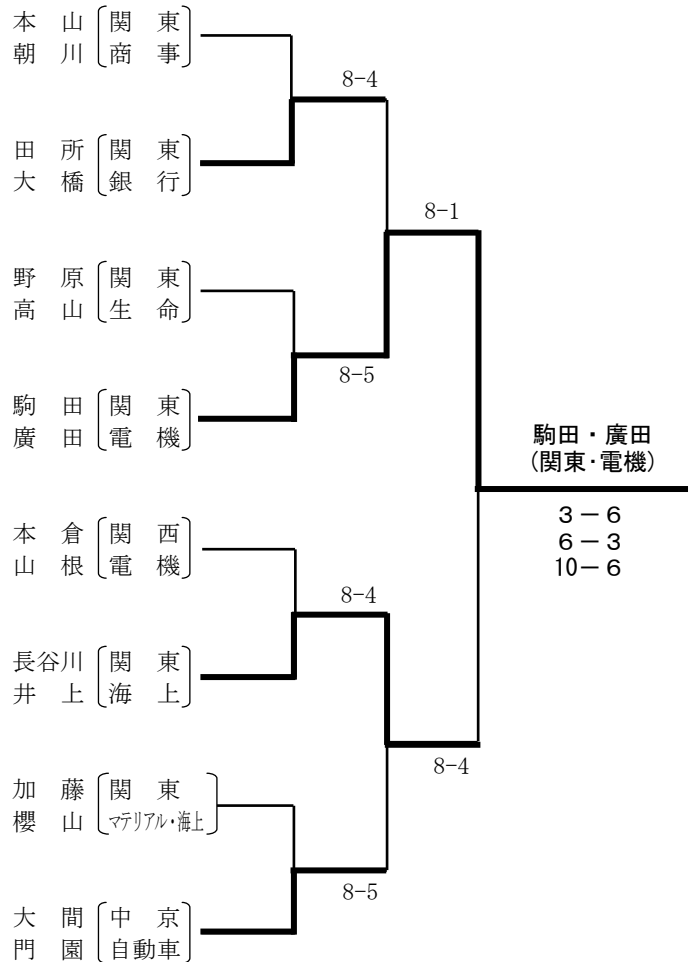 本 山 関 東
朝 川 商 事
8-4
田 所 関 東
大 橋 銀 行
8-1
野 原 関 東
高 山 生 命
8-5
駒 田 関 東
廣 田 電 機
駒田・廣田
(関東・電機)
3－6
6－3
10－6
本 倉 関 西
山 根 電 機
8-4
長谷川 関 東
井 上 海 上
8-4
加 藤 関 東
櫻 山 マテリアル・海上
8-5
大 間 中 京
門 園 自動車